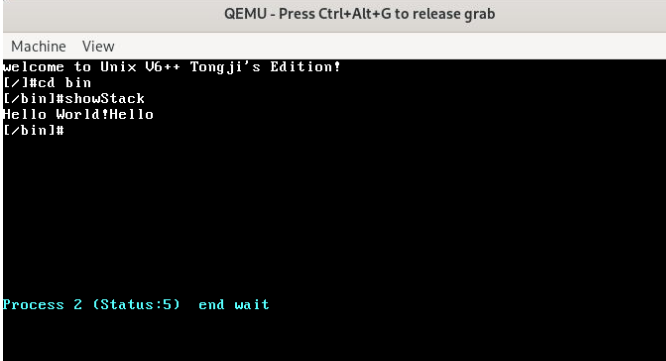 QEMU - Press Ctrl+Alt+G to release grab
Machine View
welcome to Unix V6++ Tongji's Edition!
[/]#cd bin
[/bin]#showStack
Hello World!Hello
[/bin]#
Process 2 (Status:5)  end wait